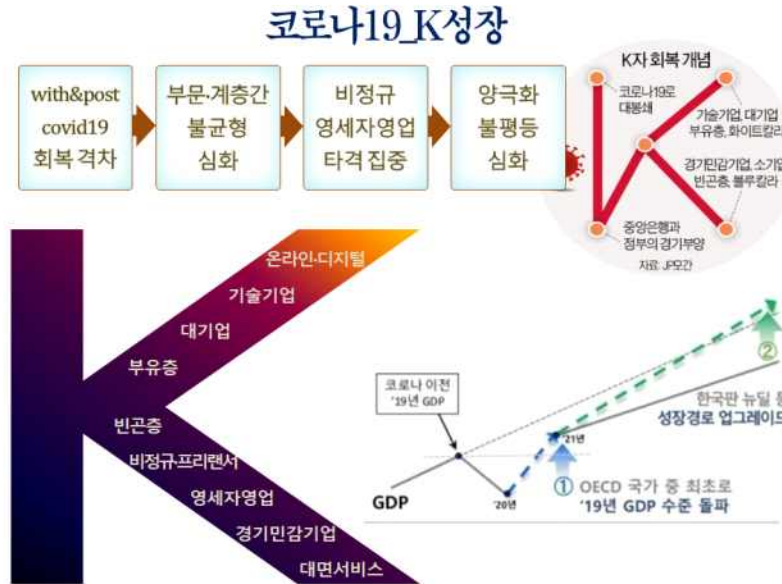 코로나19_K성장
with&post
covid19
회복 격차
부문·계층간
불균형
심화
비정규
영세자영업
타격 집중
양극화
불평등
심화
K자 회복 개념
코로나19로
대봉쇄
기술기업, 대기업
부유층, 화이트칼라
경기민감기업, 소기업
빈곤층, 블루칼라
중앙은행과
정부의 경기부양
자료: JP모간
온라인·디지털
기술기업
대기업
부유층
빈곤층
비정규·프리랜서
영세자영업
경기민감기업
대면서비스
코로나 이전
'19년 GDP
GDP
'20년
'21년
① OECD 국가 중 최초로
'19년 GDP 수준 돌파
②
한국판 뉴딜 등
성장경로 업그레이드